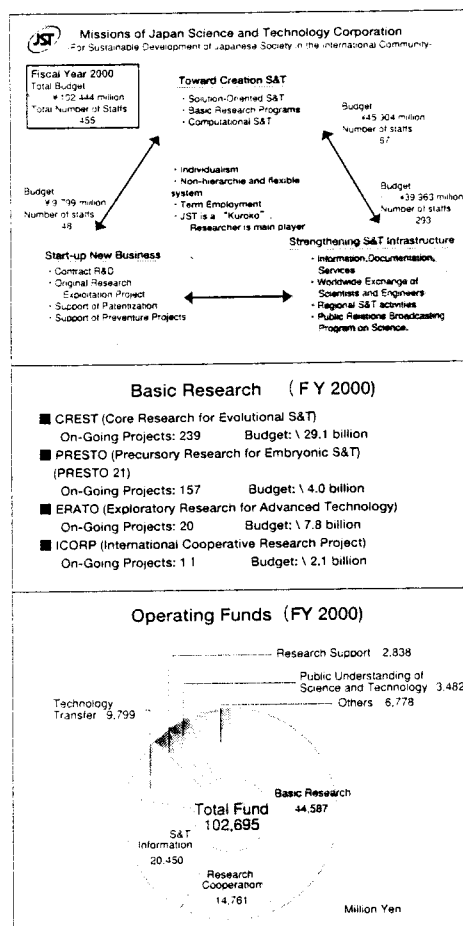 JST
Missions of Japan Science and Technology Corporation
-For Sustainable Development of Japanese Society in the International Community-
Fiscal Year 2000
Total Budget
million
Total Number of Staffs
Toward Creation S&T
・Solution-Oriented S&T
・Basic Research Programs
・Computational S&T
Budget
million
Number of staffs
・Individualism
・Non-hierarchie and flexible
system
・Term Employment
・JST is a "Kuroko",
Researcher is main player
Budget
million
Number of staffs
48
Budget
million
Number of staffs
293
Start-up New Business
・Contract R&D
・Original Research
Exploitation Project
・Support of Patentization
・Support of Preventure Projects
Strengthening S&T Infrastructure
・Information, Documentation,
Services
・Worldwide Exchange of
Scientists and Engineers
・Regional S&T activities
・Public Relations Broadcasting
Program on Science.
Basic Research (FY 2000)
■ CREST (Core Research for Evolutional S&T)
On-Going Projects: 239 Budget: \ 29.1 billion
■ PRESTO (Precursory Research for Embryonic S&T)
(PRESTO 21)
On-Going Projects: 157 Budget: \ 4.0 billion
■ ERATO (Exploratory Research for Advanced Technology)
On-Going Projects: 20 Budget: \ 7.8 billion
■ ICORP (International Cooperative Research Project)
On-Going Projects: 11 Budget: \ 2.1 billion
Operating Funds (FY 2000)
Research Support 2,838
Public Understanding of
Science and Technology 3,482
Others 6,778
Technology
Transfer 9,799
Basic Research
44,587
Total Fund
102,695
S&T
Information
20,450
Research
Cooperation
14,761
Million Yen